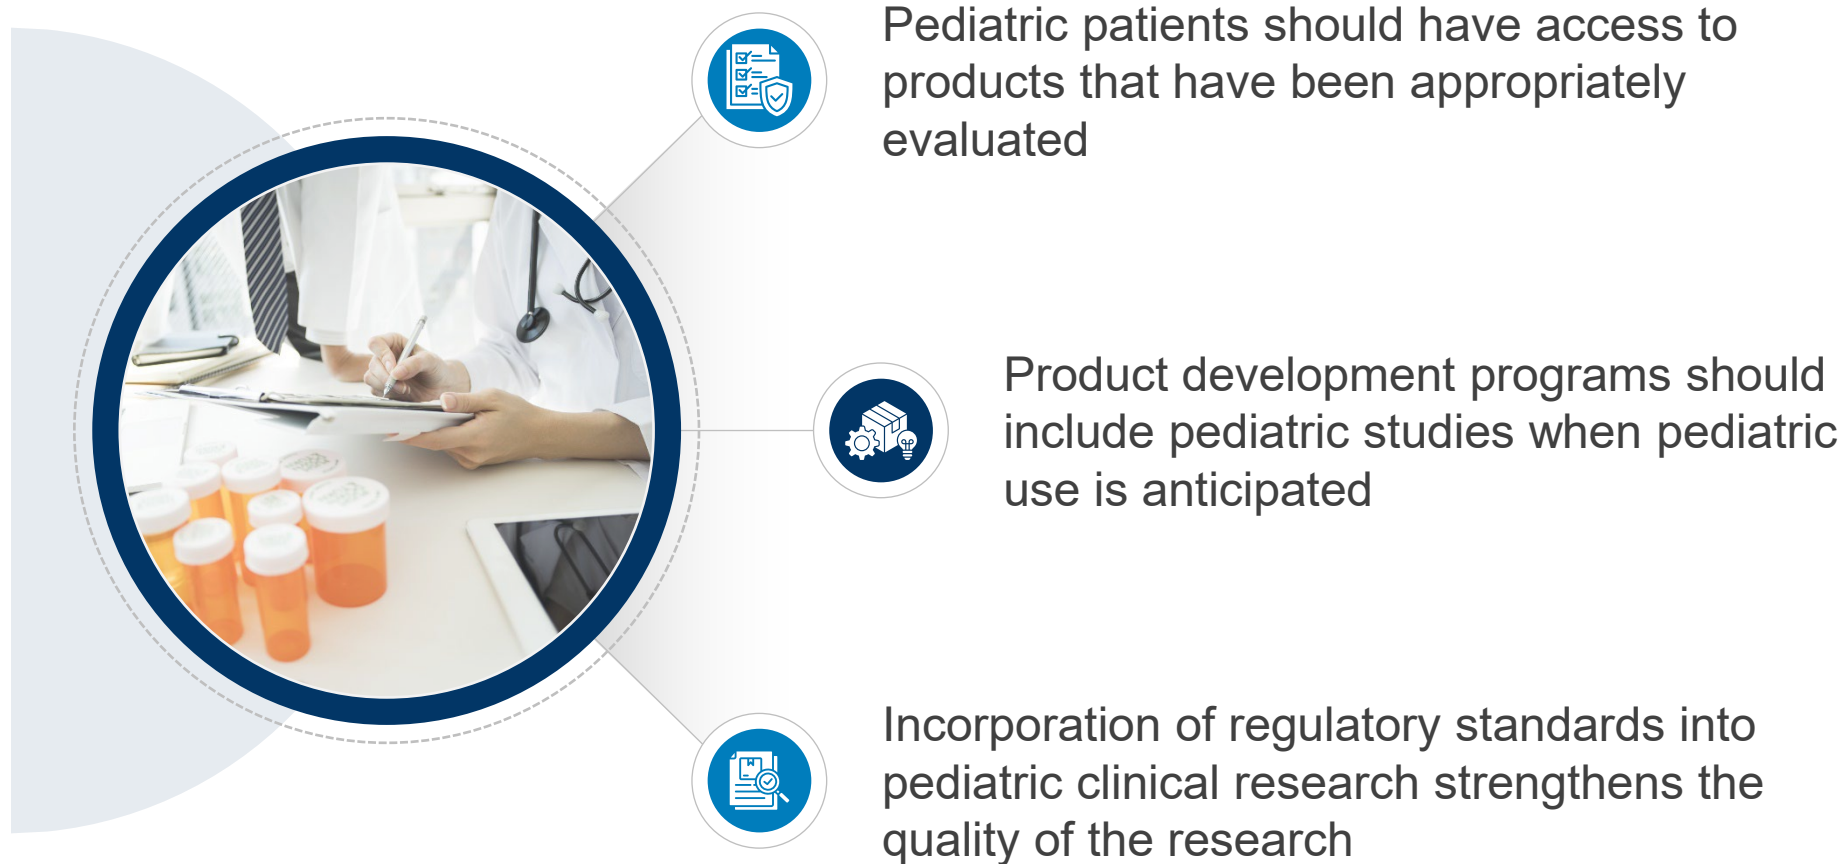 Pediatric patients should have access to
products that have been appropriately
evaluated
Product development programs should
include pediatric studies when pediatric
use is anticipated
Incorporation of regulatory standards into
pediatric clinical research strengthens the
quality of the research